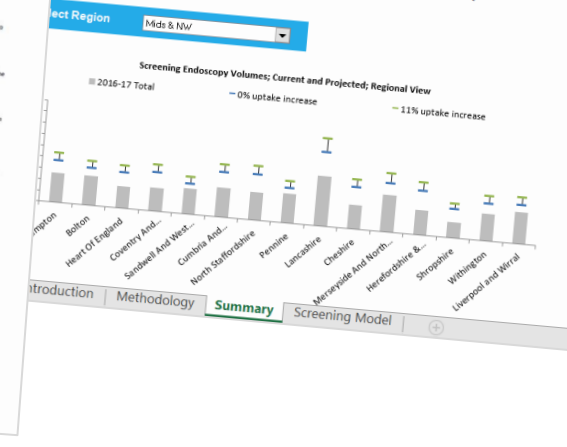 lect Region
Mids & NW
Screening Endoscopy Volumes; Current and Projected; Regional View
2016-17 Total
0% uptake increase
11% uptake increase
mpton
Bolton
Heart Of England
Coventry And...
Sandwell And West...
Cumbria And...
North Staffordshire
Pennine
Lancashire
Cheshire
Merseyside And North...
Herefordshire &...
Shropshire
Withington
Liverpool and Wirral
ntroduction
Methodology
Summary
Screening Model